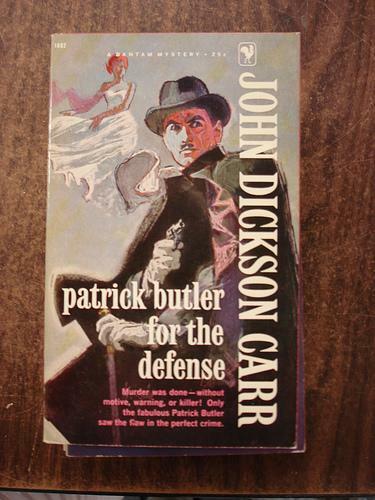 1682
A BANTAM MYSTERY • 25¢
JOHN DICKSON CARR
patrick butler
for the
defense
Murder was done—without
motive, warning, or killer! Only
the fabulous Patrick Butler
saw the flaw in the perfect crime.